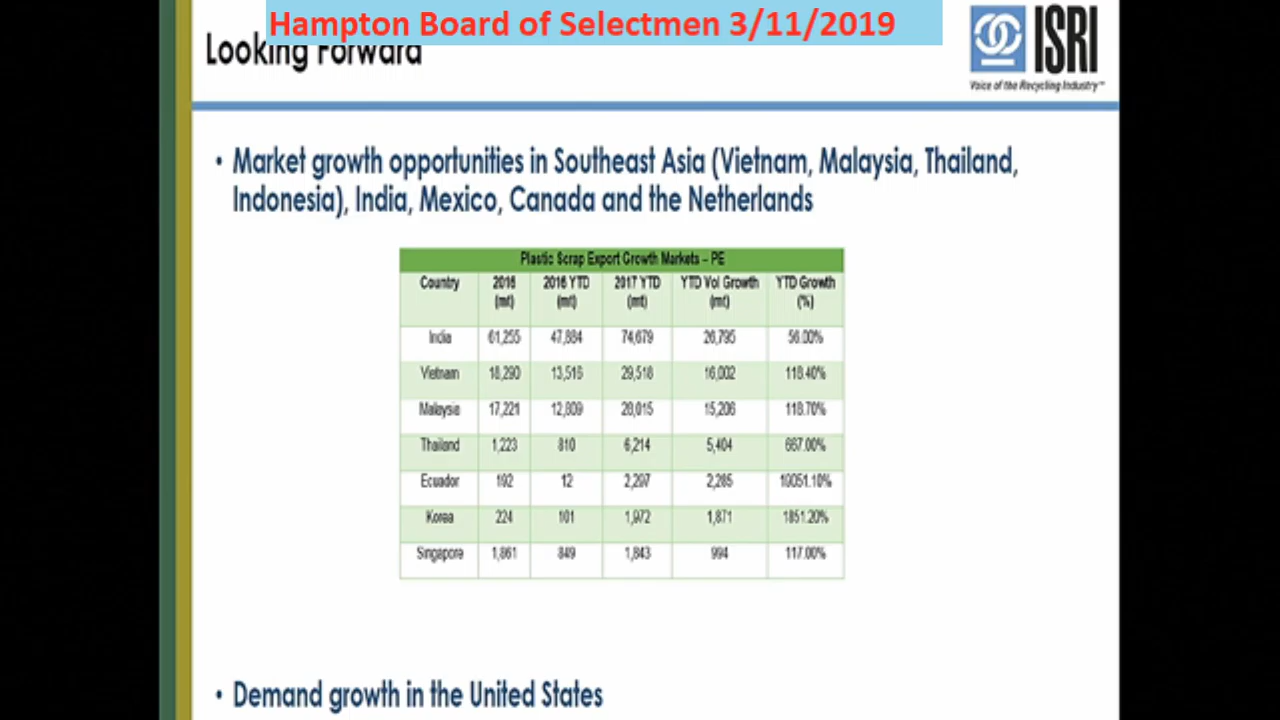 Hampton Board of Selectmen 3/11/2019
Looking Forward
ISRI
Voice of the Recycling Industry™
• Market growth opportunities in Southeast Asia (Vietnam, Malaysia, Thailand,
Indonesia), India, Mexico, Canada and the Netherlands
Plastic Scrap Export Growth Markets – PE
Country 2016 (mt) 2016 YTD (mt) 2017 YTD (mt) YTD Vol Growth (mt) YTD Growth (%)
India 61,255 47,884 74,679 26,795 56.00%
Vietnam 18,290 13,516 29,518 16,002 118.40%
Malaysia 17,221 12,809 28,015 15,206 118.70%
Thailand 1,223 810 6,214 5,404 667.00%
Ecuador 192 12 2,297 2,285 19051.10%
Korea 224 101 1,972 1,871 1851.20%
Singapore 1,861 849 1,843 994 117.00%
• Demand growth in the United States